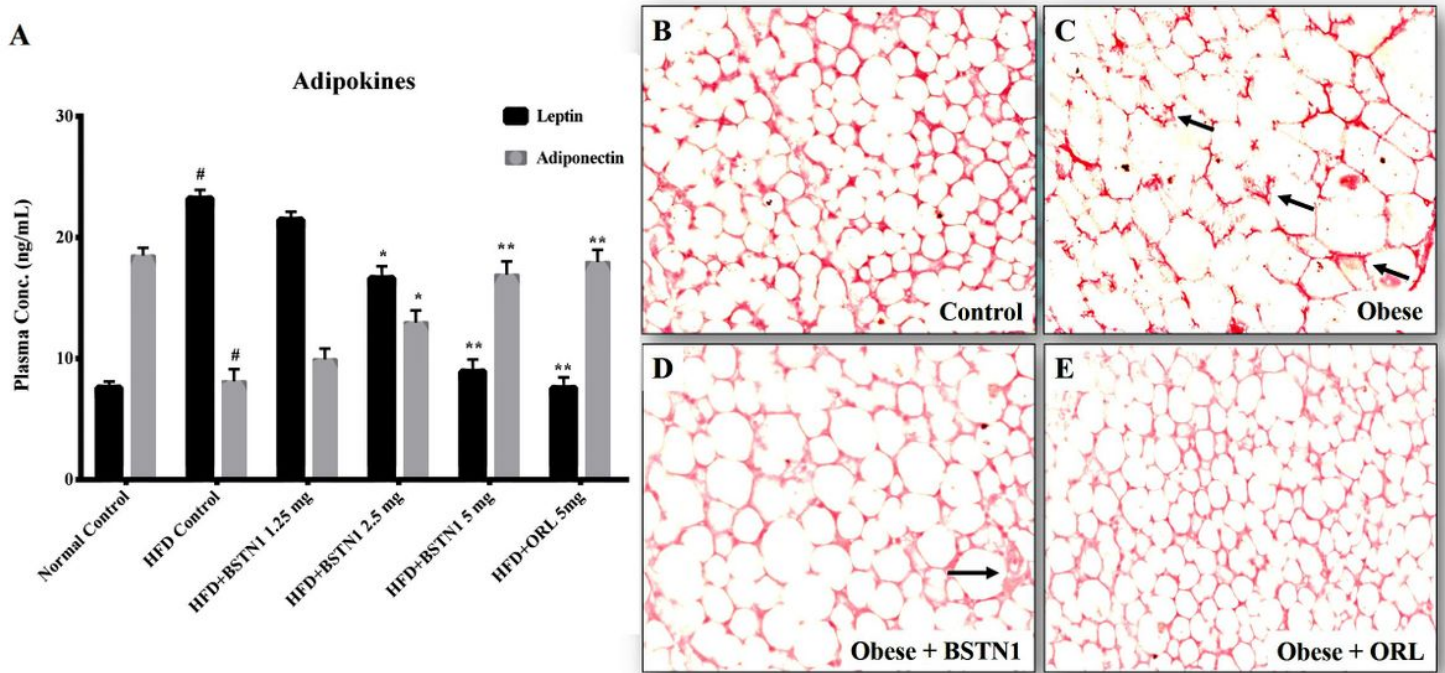 A
Adipokines
Leptin
Adiponectin
Plasma Conc. (ng/mL)
30
20
10
0
#
#
*
*
**
**
**
**
Normal Control
HFD Control
HFD+BSTN1 1.25 mg
HFD+BSTN1 2.5 mg
HFD+BSTN1 5 mg
HFD+ORL 5mg
B
Control
C
Obese
D
Obese + BSTN1
E
Obese + ORL